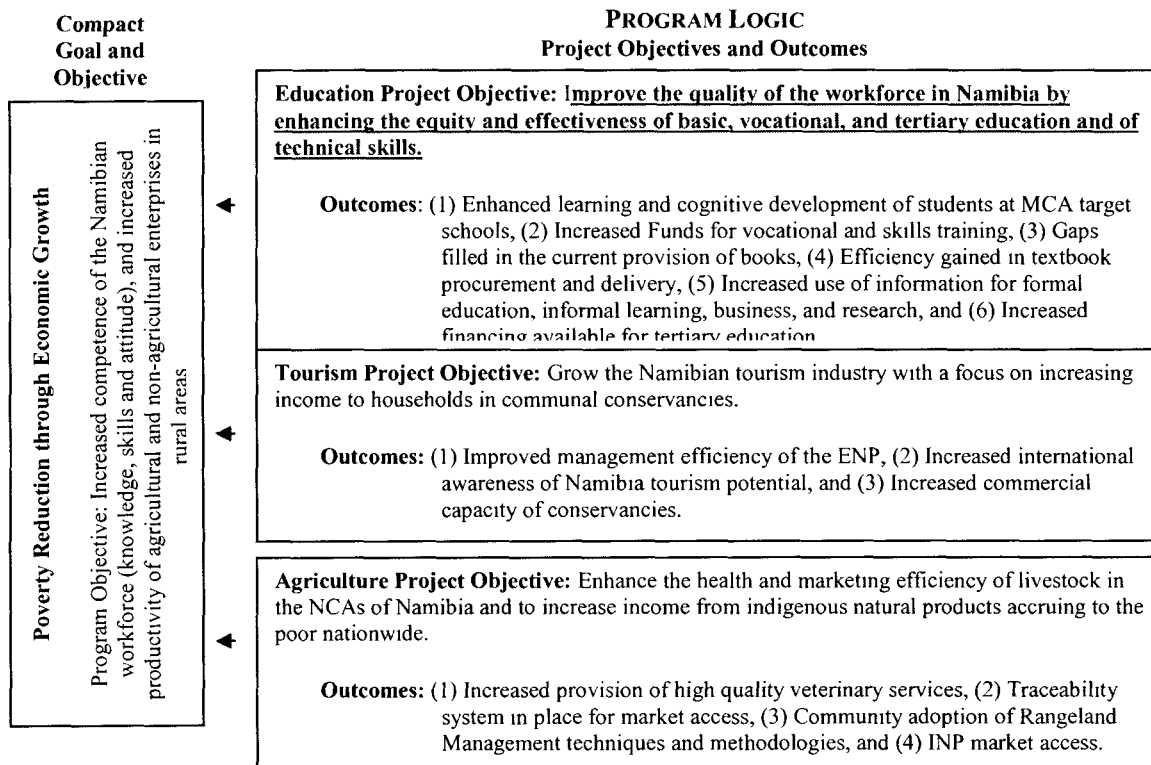 Compact
Goal and
Objective
PROGRAM LOGIC
Project Objectives and Outcomes
Poverty Reduction through Economic Growth
Program Objective: Increased competence of the Namibian
workforce (knowledge, skills and attitude), and increased
productivity of agricultural and non-agricultural enterprises in
rural areas
Education Project Objective: Improve the quality of the workforce in Namibia by
enhancing the equity and effectiveness of basic, vocational, and tertiary education and of
technical skills.
Outcomes: (1) Enhanced learning and cognitive development of students at MCA target
schools, (2) Increased Funds for vocational and skills training, (3) Gaps
filled in the current provision of books, (4) Efficiency gained in textbook
procurement and delivery, (5) Increased use of information for formal
education, informal learning, business, and research, and (6) Increased
financing available for tertiary education
Tourism Project Objective: Grow the Namibian tourism industry with a focus on increasing
income to households in communal conservancies.
Outcomes: (1) Improved management efficiency of the ENP, (2) Increased international
awareness of Namibia tourism potential, and (3) Increased commercial
capacity of conservancies.
Agriculture Project Objective: Enhance the health and marketing efficiency of livestock in
the NCAs of Namibia and to increase income from indigenous natural products accruing to the
poor nationwide.
Outcomes: (1) Increased provision of high quality veterinary services, (2) Traceability
system in place for market access, (3) Community adoption of Rangeland
Management techniques and methodologies, and (4) INP market access.